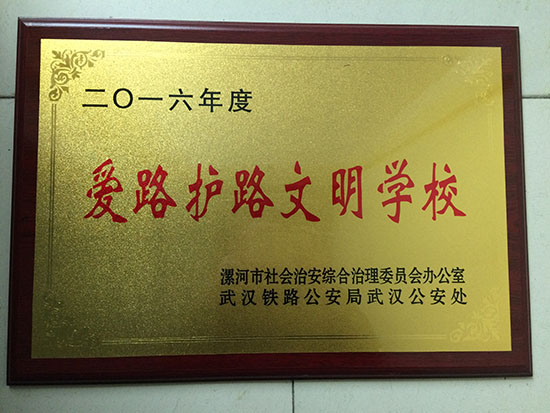 二〇一六年度
爱路护路文明学校
漯河市社会治安综合治理委员会办公室
武汉铁路公安局武汉公安处